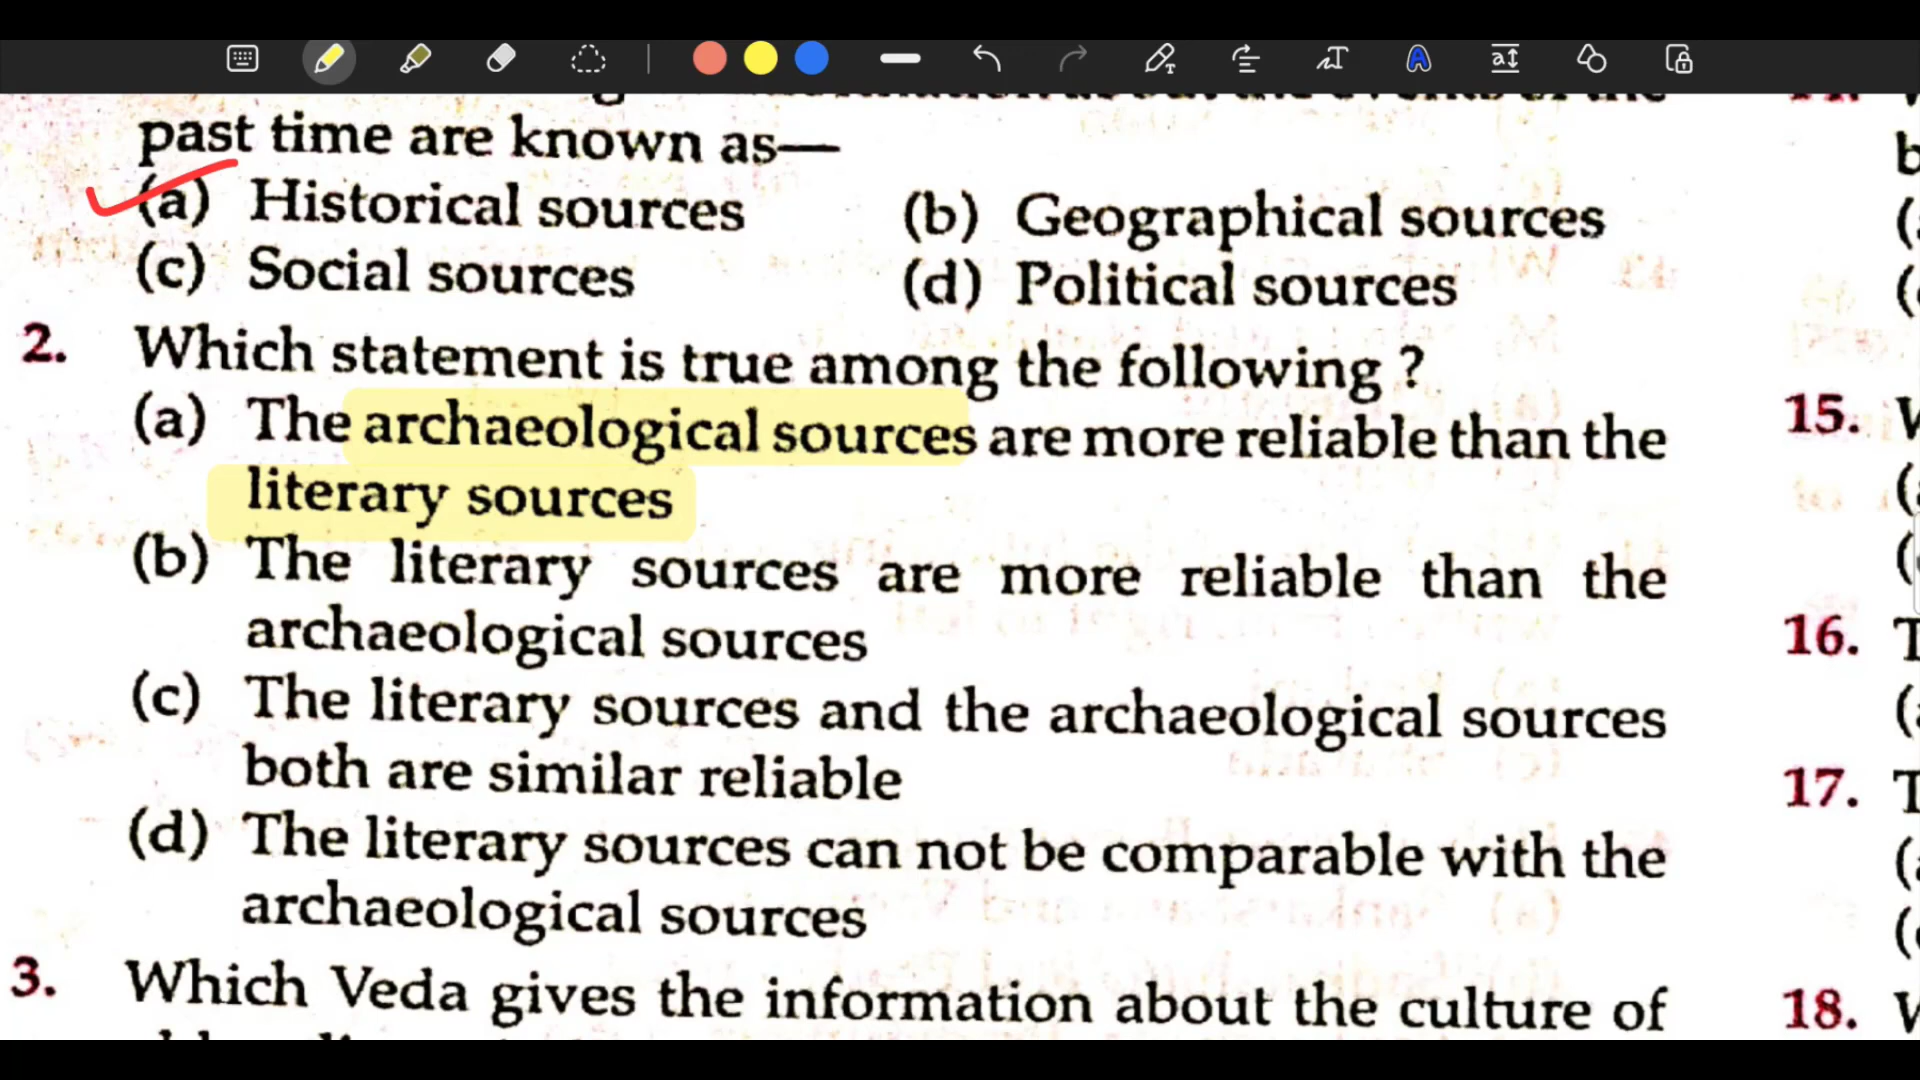 past time are known as—
(a) Historical sources (b) Geographical sources
(c) Social sources (d) Political sources
2. Which statement is true among the following ?
(a) The archaeological sources are more reliable than the
literary sources
(b) The literary sources are more reliable than the
archaeological sources
(c) The literary sources and the archaeological sources
both are similar reliable
(d) The literary sources can not be comparable with the
archaeological sources
3. Which Veda gives the information about the culture of
15.
16.
17.
18.